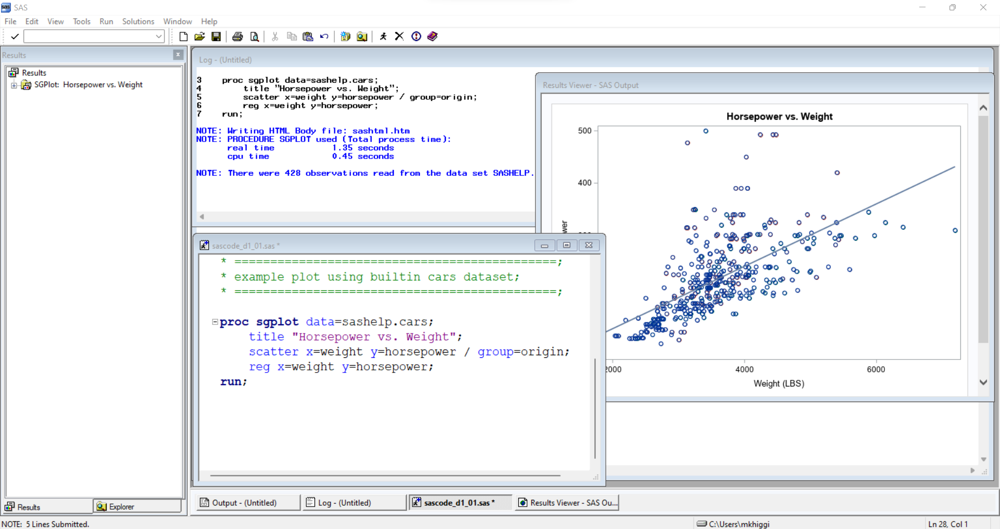 SAS
File Edit View Tools Run Solutions Window Help
Results
Results
SGPlot: Horsepower vs. Weight
Log - (Untitled)
3 proc sgplot data=sashelp.cars;
4 title "Horsepower vs. Weight";
5 scatter x=weight y=horsepower / group=origin;
6 reg x=weight y=horsepower;
7 run;
NOTE: Writing HTML Body file: sashtml.htm
NOTE: PROCEDURE SGPLOT used (Total process time):
real time 1.35 seconds
cpu time 0.45 seconds
NOTE: There were 428 observations read from the data set SASHELP.
Results Viewer - SAS Output
Horsepower vs. Weight
500
400
wer
2000 4000 6000
Weight (LBS)
sascode_d1_01.sas *
* =============================================;
* example plot using builtin cars dataset;
* =============================================;
proc sgplot data=sashelp.cars;
title "Horsepower vs. Weight";
scatter x=weight y=horsepower / group=origin;
reg x=weight y=horsepower;
run;
Results Explorer
Output - (Untitled) Log - (Untitled) sascode_d1_01.sas * Results Viewer - SAS Ou...
NOTE: 5 Lines Submitted. C:\Users\mkhiggi Ln 28, Col 1